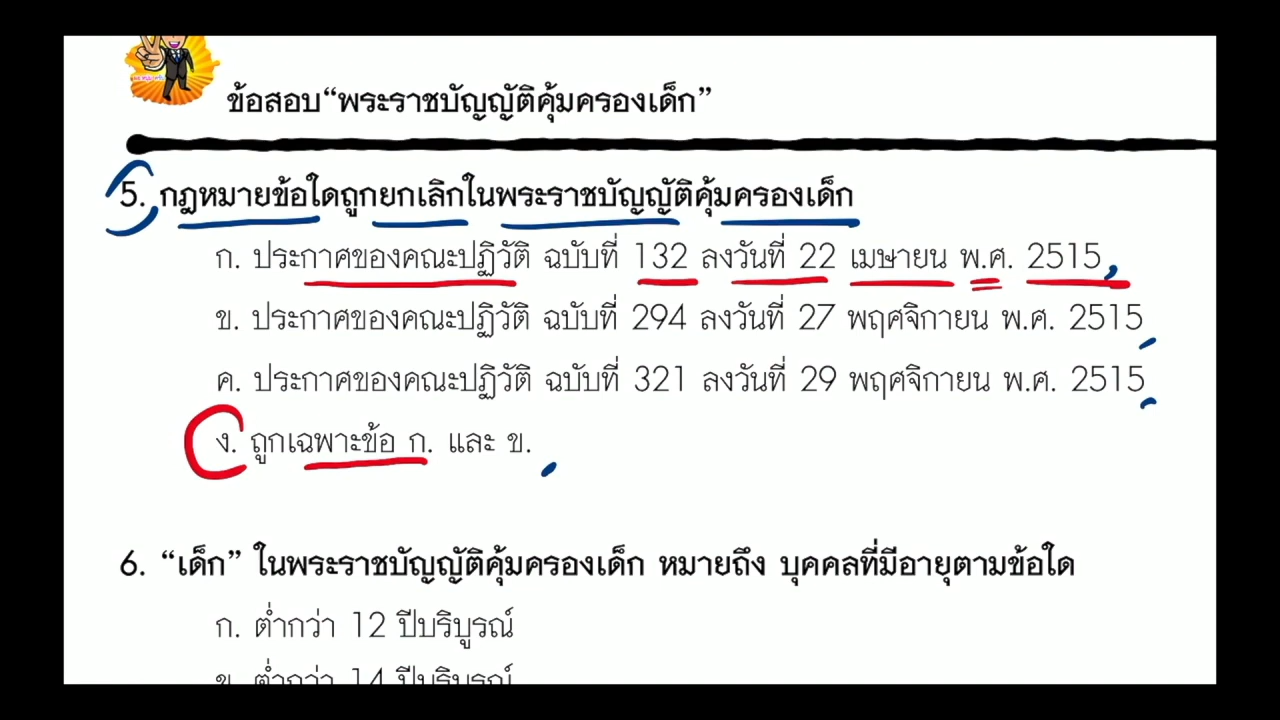 ข้อสอบ“พระราชบัญญัติคุ้มครองเด็ก”
5. กฎหมายข้อใดถูกยกเลิกในพระราชบัญญัติคุ้มครองเด็ก
ก. ประกาศของคณะปฏิวัติ ฉบับที่ 132 ลงวันที่ 22 เมษายน พ.ศ. 2515
ข. ประกาศของคณะปฏิวัติ ฉบับที่ 294 ลงวันที่ 27 พฤศจิกายน พ.ศ. 2515
ค. ประกาศของคณะปฏิวัติ ฉบับที่ 321 ลงวันที่ 29 พฤศจิกายน พ.ศ. 2515
ง. ถูกเฉพาะข้อ ก. และ ข.
6. “เด็ก” ในพระราชบัญญัติคุ้มครองเด็ก หมายถึง บุคคลที่มีอายุตามข้อใด
ก. ต่ำกว่า 12 ปีบริบูรณ์
ข. ต่ำกว่า 14 ปีบริบูรณ์